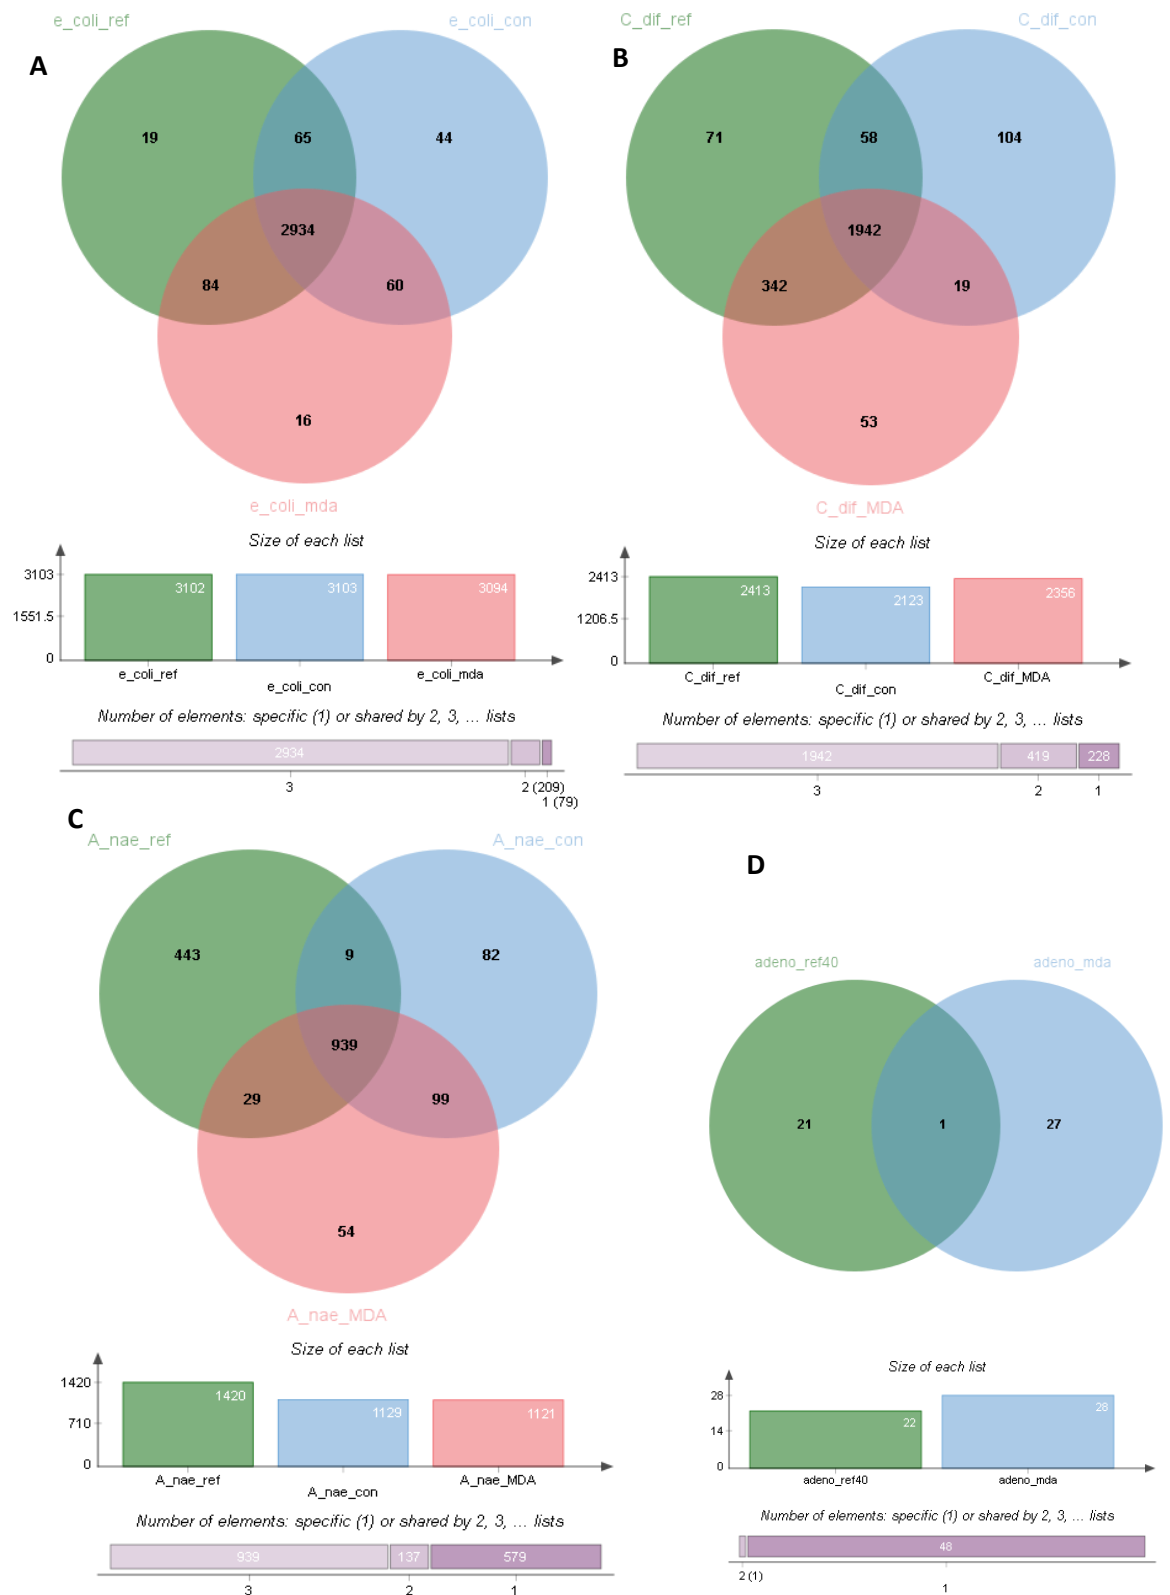 e_coli_ref e_coli_con
A
19 65 44
2934
84 60
16
e_coli_mda
Size of each list
3103
1551.5
0
3102 3103 3094
e_coli_ref e_coli_con e_coli_mda
Number of elements: specific (1) or shared by 2, 3, ... lists
2934
3 2 (209)
1 (79)
C_dif_ref C_dif_con
B
71 58 104
1942
342 19
53
C_dif_MDA
Size of each list
2413
1206.5
0
2413 2123 2356
C_dif_ref C_dif_con C_dif_MDA
Number of elements: specific (1) or shared by 2, 3, ... lists
1942 419 228
3 2 1
C
A_nae_ref A_nae_con
443 9 82
939
29 99
54
A_nae_MDA
Size of each list
1420
710
0
1420 1129 1121
A_nae_ref A_nae_con A_nae_MDA
Number of elements: specific (1) or shared by 2, 3, ... lists
939 137 579
3 2 1
D
adeno_ref40 adeno_mda
21 1 27
Size of each list
28
14
0
22 28
adeno_ref40 adeno_mda
Number of elements: specific (1) or shared by 2, 3, ... lists
48
2 (1) 1